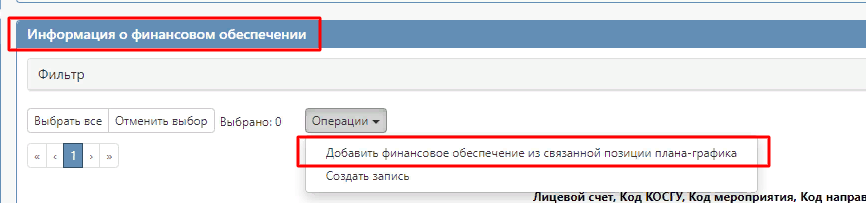 Информация о финансовом обеспечении
Фильтр
Выбрать все Отменить выбор Выбрано: 0 Операции
« ‹ 1 › »
Добавить финансовое обеспечение из связанной позиции плана-графика
Создать запись
Лицевой счет, Код КОСГУ, Код мероприятия, Код направ